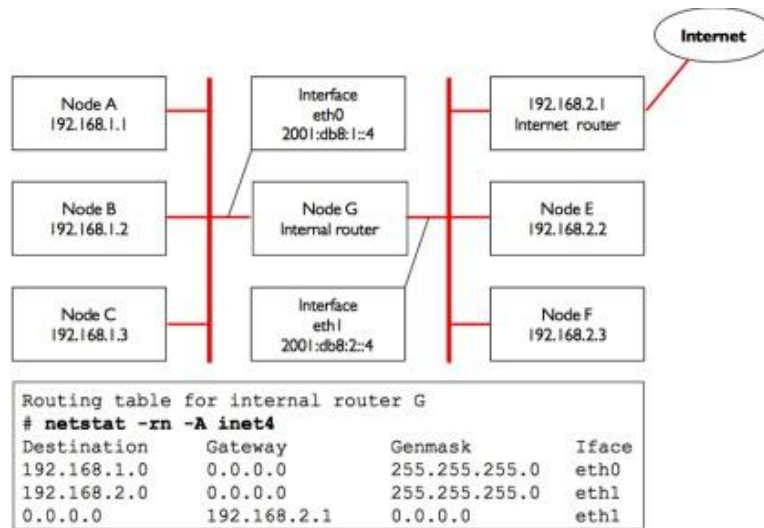 Internet
Node A
192.168.1.1
Interface
eth0
2001:db8:1::4
192.168.2.1
Internet router
Node B
192.168.1.2
Node G
Internal router
Node E
192.168.2.2
Node C
192.168.1.3
Interface
eth1
2001:db8:2::4
Node F
192.168.2.3
Routing table for internal router G
# netstat -rn -A inet4
Destination Gateway Genmask Iface
192.168.1.0 0.0.0.0 255.255.255.0 eth0
192.168.2.0 0.0.0.0 255.255.255.0 eth1
0.0.0.0 192.168.2.1 0.0.0.0 eth1